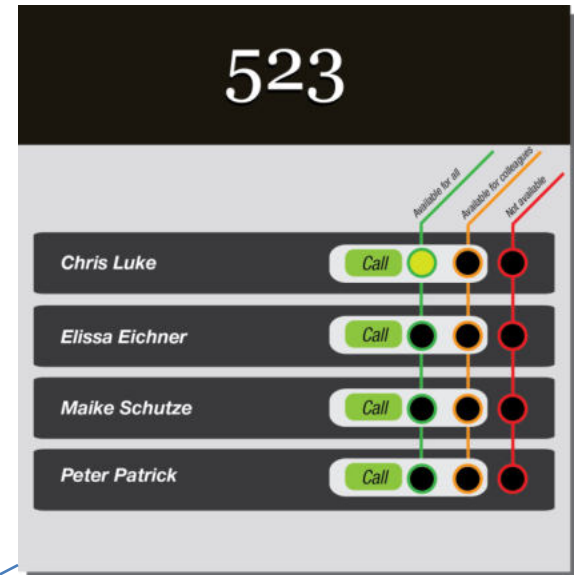 523
Available for all
Available for colleagues
Not available
Chris Luke Call
Elissa Eichner Call
Maike Schutze Call
Peter Patrick Call